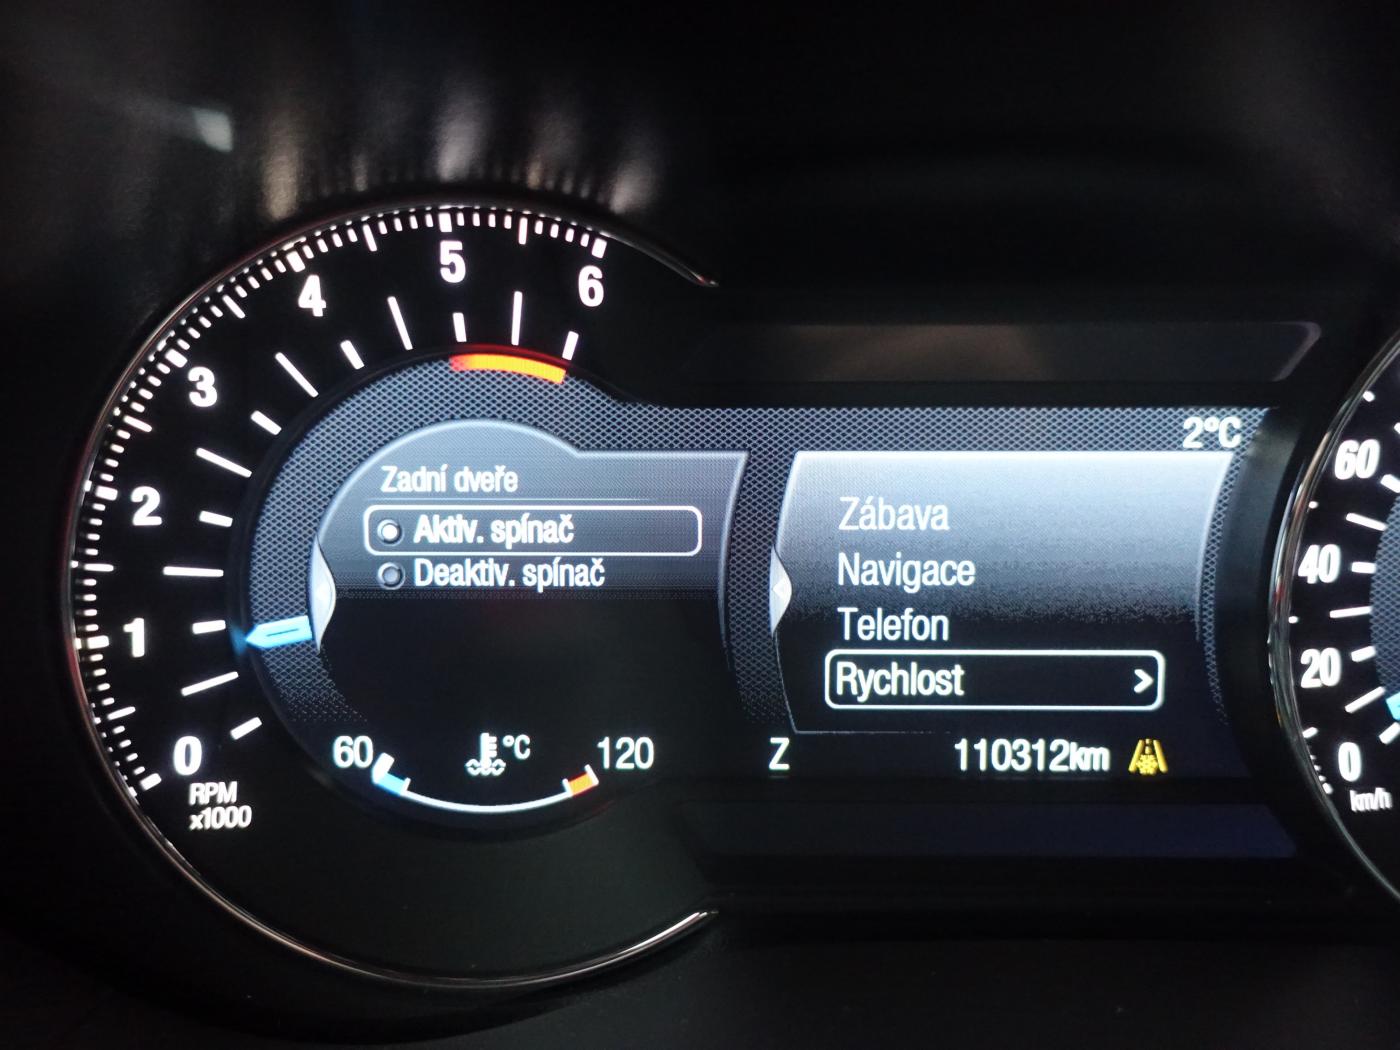 6
5
4
3
2
1
0
RPM
x1000
Zadní dveře
Aktiv. spínač
Deaktiv. spínač
60
°C
120
2°C
Zábava
Navigace
Telefon
Rychlost
Z
110312km
60
40
20
0
km/h